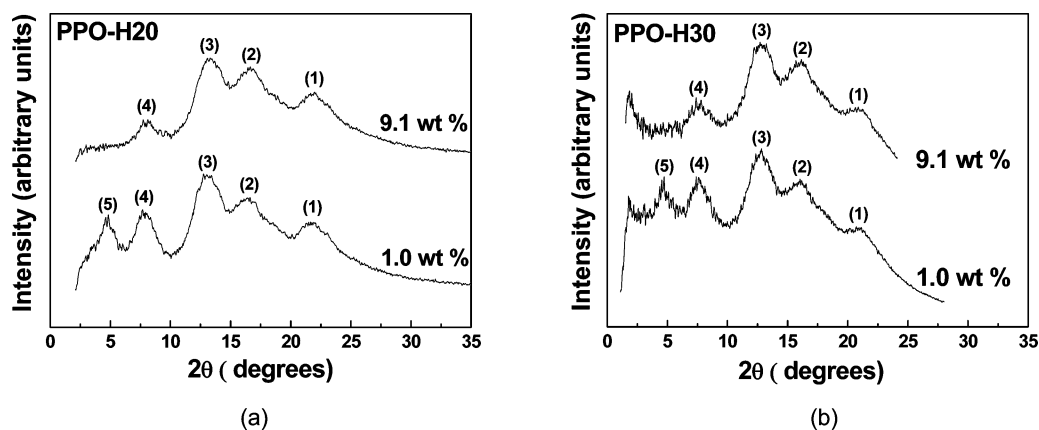 PPO-H20
Intensity (arbitrary units)
(3)
(2)
(1)
(4)
9.1 wt %
(3)
(2)
(5)
(4)
(1)
1.0 wt %
0 5 10 15 20 25 30 35
2θ ( degrees)
(a)
PPO-H30
Intensity (arbitrary units)
(3)
(2)
(4)
(1)
9.1 wt %
(3)
(5)
(4)
(2)
(1)
1.0 wt %
0 5 10 15 20 25 30 35
2θ ( degrees)
(b)